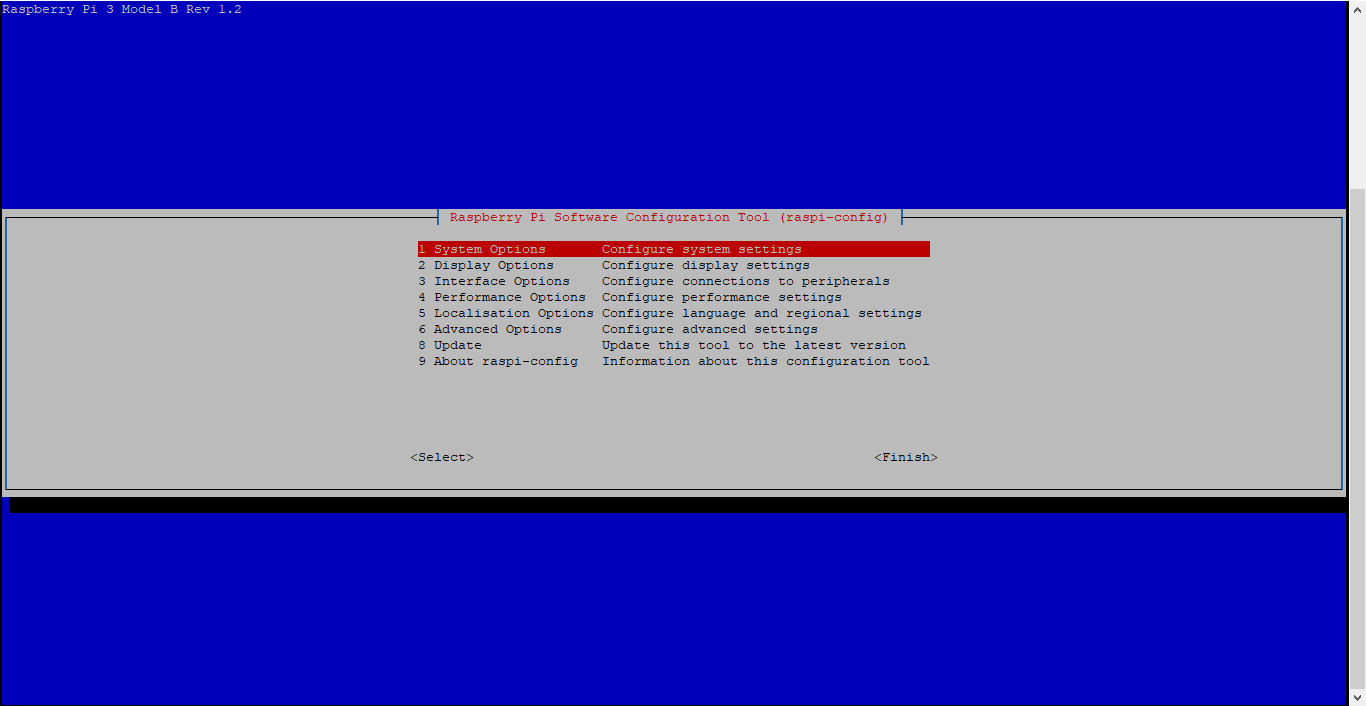 Raspberry Pi 3 Model B Rev 1.2
Raspberry Pi Software Configuration Tool (raspi-config)
1 System Options Configure system settings
2 Display Options Configure display settings
3 Interface Options Configure connections to peripherals
4 Performance Options Configure performance settings
5 Localisation Options Configure language and regional settings
6 Advanced Options Configure advanced settings
8 Update Update this tool to the latest version
9 About raspi-config Information about this configuration tool
<Select> <Finish>